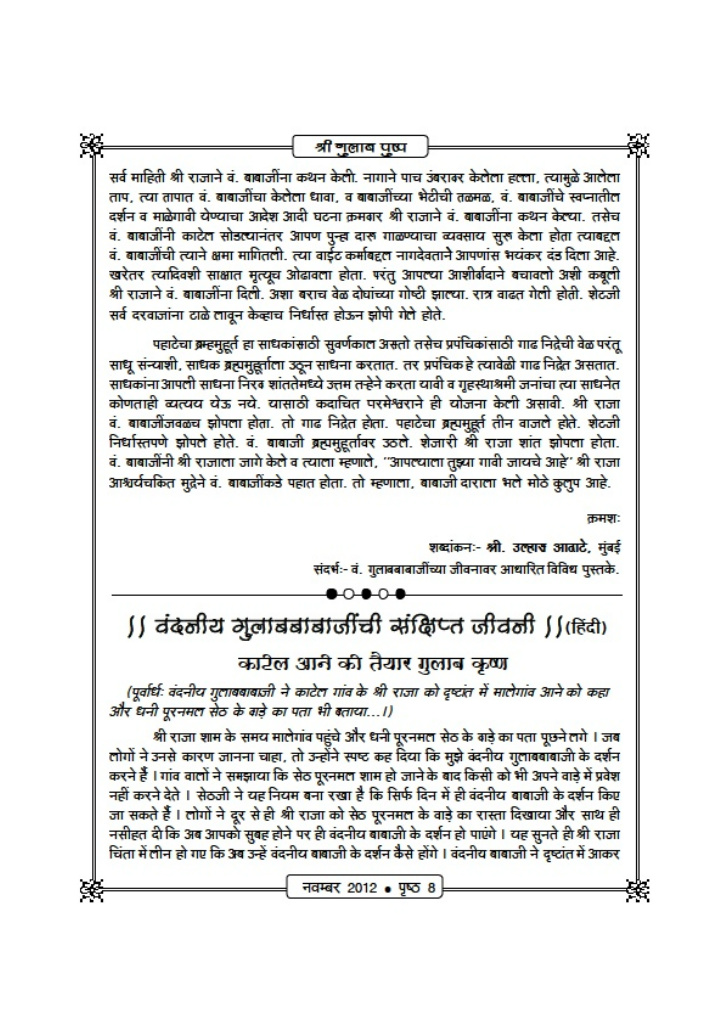 श्री गुलाब पुष्प
सर्व माहिती श्री राजाने वं. बाबाजींना कथन केली. नागाने पाच उंबरावर केलेला हल्ला, त्यामुळे आलेला
ताप, त्या तापात वं. बाबाजींचा केलेला धावा, व बाबाजींच्या भेटीची तळमळ, वं. बाबाजींचे स्वप्नातील
दर्शन व माळेगावी येण्याचा आदेश आदी घटना क्रमवार श्री राजाने वं. बाबाजींना कथन केल्या. तसेच
वं. बाबाजींनी काटेल सोडल्यानंतर आपण पुन्हा दारू गाळण्याचा व्यवसाय सुरू केला होता त्याबद्दल
वं. बाबाजींची त्याने क्षमा मागितली. त्या वाईट कर्माबद्दल नागदेवताने आपणांस भयंकर दंड दिला आहे.
खरेतर त्यादिवशी साक्षात मृत्यूच ओढावला होता. परंतु आपल्या आशीर्वादाने बचावलो अशी कबूली
श्री राजाने वं. बाबाजींना दिली. अशा बराच वेळ दोघांच्या गोष्टी झाल्या. रात्र वाढत गेली होती. शेटजी
सर्व दरवाजांना टाळे लावून केव्हाच निर्धास्त होऊन झोपी गेले होते.
पहाटेचा ब्रम्हमुहूर्त हा साधकांसाठी सुवर्णकाल असतो तसेच प्रपंचिकांसाठी गाढ निद्रेची वेळ परंतू
साधू संन्याशी, साधक ब्रह्ममुहूर्ताला उठून साधना करतात. तर प्रपंचिक हे त्यावेळी गाढ निद्रेत असतात.
साधकांना आपली साधना निरव शांततेमध्ये उत्तम तऱ्हेने करता यावी व गृहस्थाश्रमी जनांचा त्या साधनेत
कोणताही व्यत्यय येऊ नये. यासाठी कदाचित परमेश्वराने ही योजना केली असावी. श्री राजा
वं. बाबाजींजवळच झोपला होता. तो गाढ निद्रेत होता. पहाटेचा ब्रह्ममुहूर्त तीन वाजले होते. शेटजी
निर्धास्तपणे झोपले होते. वं. बाबाजी ब्रह्ममुहूर्तावर उठले. शेजारी श्री राजा शांत झोपला होता.
वं. बाबाजींनी श्री राजाला जागे केले व त्याला म्हणाले, "आपल्याला तुझ्या गावी जायचे आहे" श्री राजा
आश्चर्यचकित मुद्रेने वं. बाबाजींकडे पहात होता. तो म्हणाला, बाबाजी दाराला भले मोठे कुलुप आहे.
क्रमशः
शब्दांकनः- श्री. उल्हास आवाटे, मुंबई
संदर्भः- वं. गुलाबबाबाजींच्या जीवनावर आधारित विविध पुस्तके.
।। वंदनीय गुलाबबाबाजींची संक्षिप्त जीवनी ।।(हिंदी)
काटेल आने की तैयार गुलाब कृष्ण
(पूर्वार्धः वंदनीय गुलाबबाबाजी ने काटेल गांव के श्री राजा को दृष्टांत में मालेगांव आने को कहा
और धनी पूरनमल सेठ के वाड़े का पता भी बताया...।)
श्री राजा शाम के समय मालेगांव पहुंचे और धनी पूरनमल सेठ के वाड़े का पता पूछने लगे । जब
लोगों ने उनसे कारण जानना चाहा, तो उन्होंने स्पष्ट कह दिया कि मुझे वंदनीय गुलाबबाबाजी के दर्शन
करने हैं । गांव वालों ने समझाया कि सेठ पूरनमल शाम हो जाने के बाद किसी को भी अपने वाड़े में प्रवेश
नहीं करने देते । सेठजी ने यह नियम बना रखा है कि सिर्फ दिन में ही वंदनीय बाबाजी के दर्शन किए
जा सकते हैं । लोगों ने दूर से ही श्री राजा को सेठ पूरनमल के वाड़े का रास्ता दिखाया और साथ ही
नसीहत दी कि अब आपको सुबह होने पर ही वंदनीय बाबाजी के दर्शन हो पाएंगे । यह सुनते ही श्री राजा
चिंता में लीन हो गए कि अब उन्हें वंदनीय बाबाजी के दर्शन कैसे होंगे । वंदनीय बाबाजी ने दृष्टांत में आकर
नवम्बर 2012 ● पृष्ठ 8